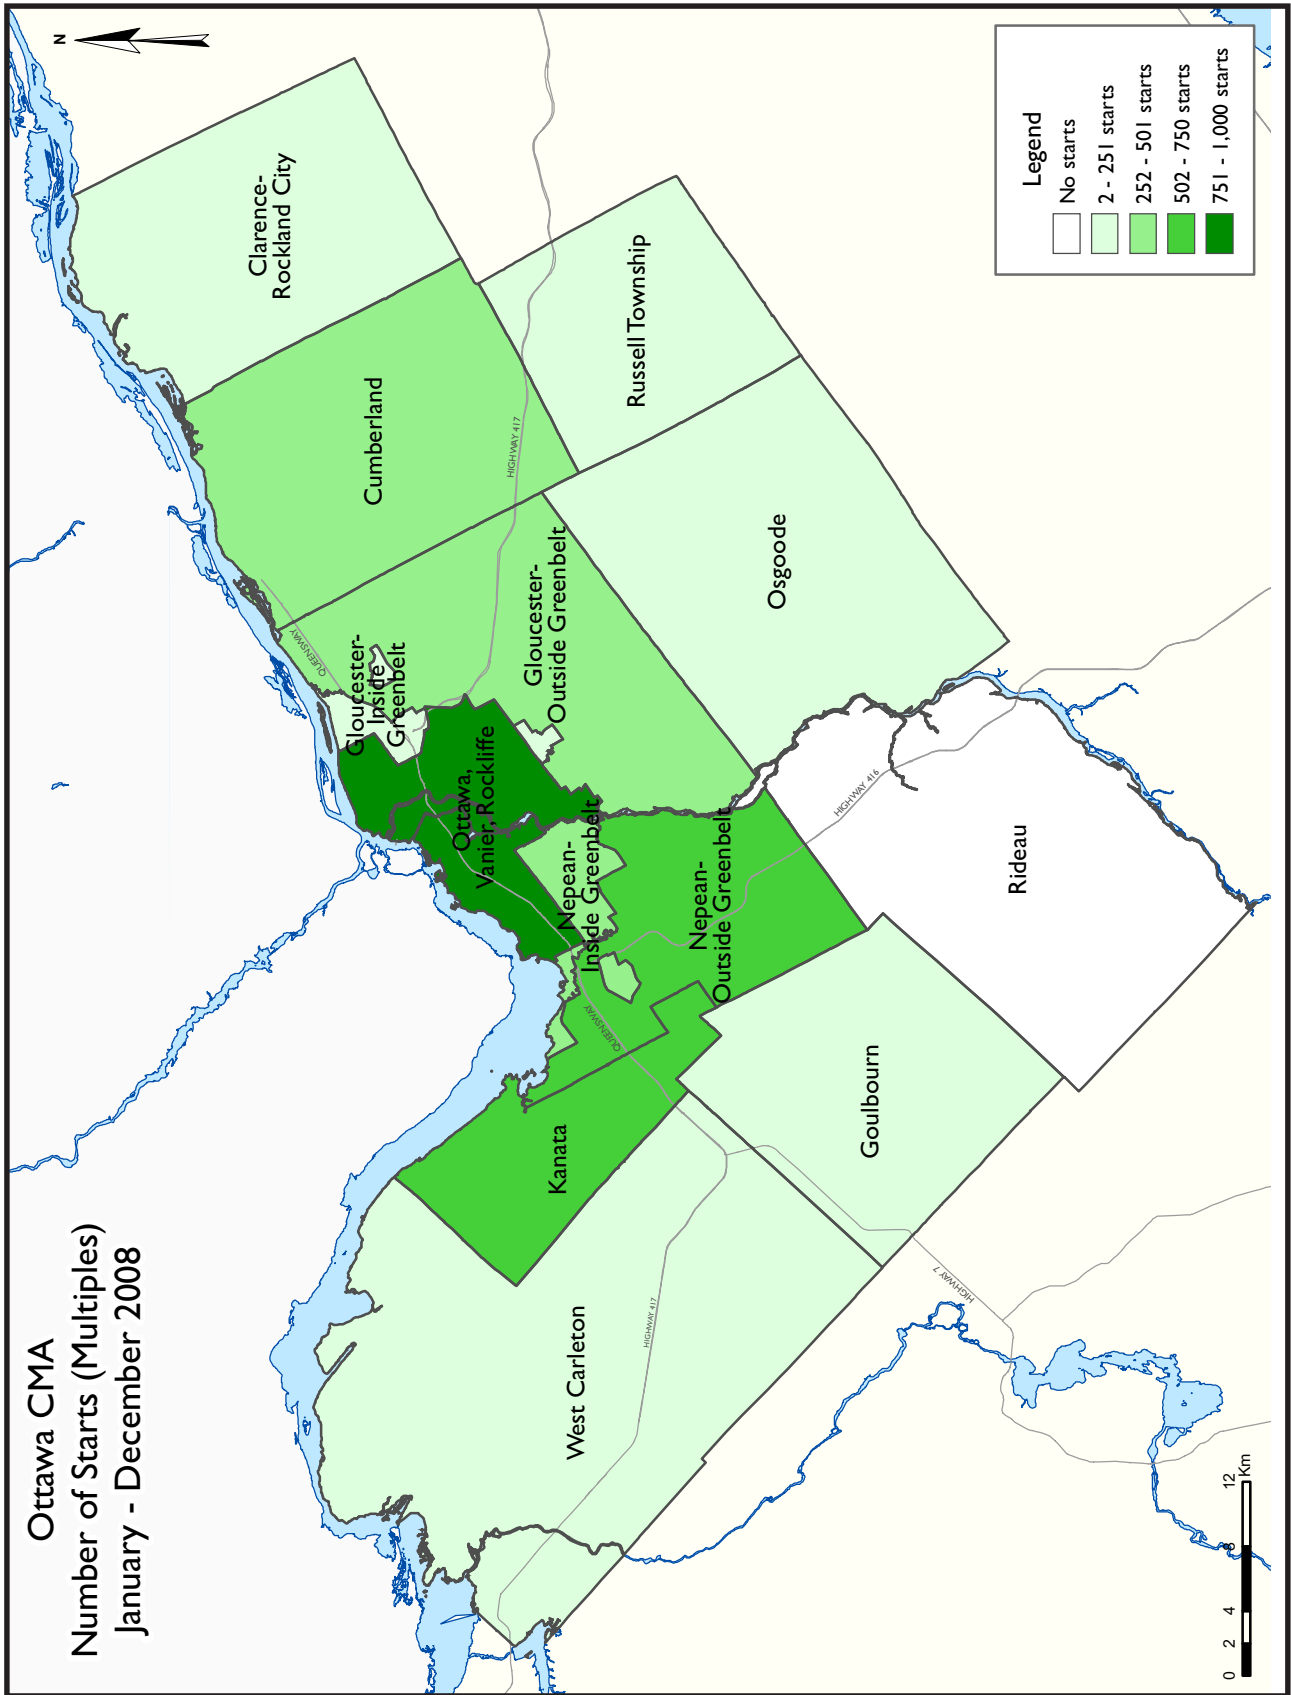 Ottawa CMA
Number of Starts (Multiples)
January - December 2008
N
Clarence-
Rockland City
Cumberland
Russell Township
HIGHWAY 417
Osgoode
Gloucester-
Outside Greenbelt
QUEENSWAY
Gloucester-
Inside
Greenbelt
Ottawa,
Vanier, Rockliffe
Nepean-
Inside Greenbelt
Nepean-
Outside Greenbelt
HIGHWAY 416
Rideau
QUEENSWAY
Kanata
Goulbourn
West Carleton
HIGHWAY 417
HIGHWAY 7
Legend
No starts
2 - 251 starts
252 - 501 starts
502 - 750 starts
751 - 1,000 starts
0 2 4 8 12
Km